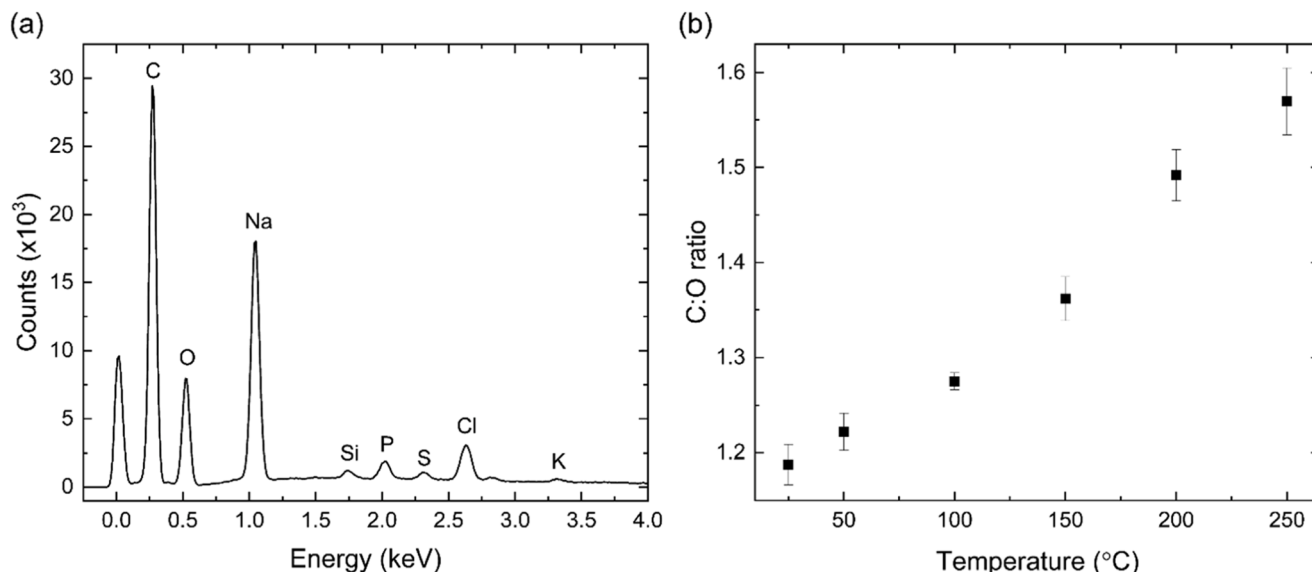 (a)
C
Na
O
Si
P
S
Cl
K
30
25
20
15
10
5
0
Counts (x10³)
0.0 0.5 1.0 1.5 2.0 2.5 3.0 3.5 4.0
Energy (keV)
(b)
1.6
1.5
1.4
1.3
1.2
C:O ratio
50 100 150 200 250
Temperature (°C)